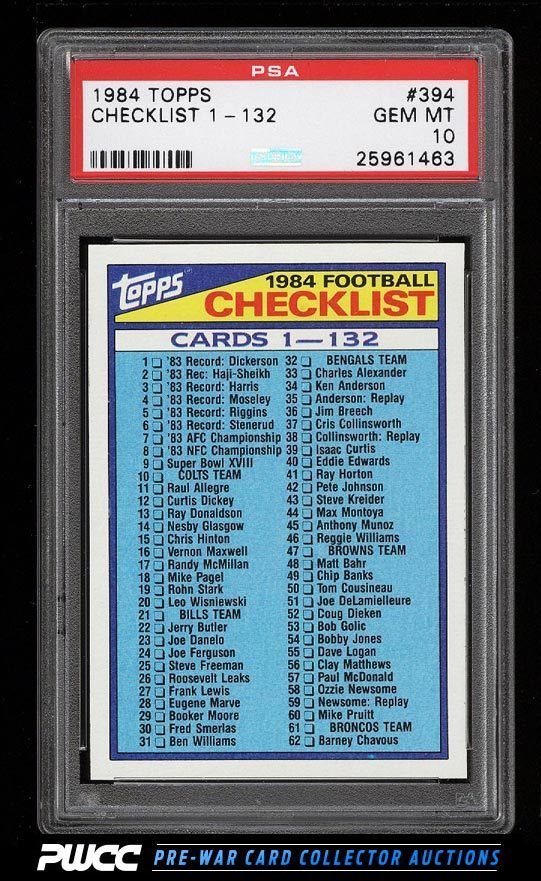 PSA
1984 TOPPS #394
CHECKLIST 1 – 132 GEM MT
10
25961463
topps
1984 FOOTBALL
CHECKLIST
CARDS 1—132
1 '83 Record: Dickerson
2 '83 Rec: Haji-Sheikh
3 '83 Record: Harris
4 '83 Record: Moseley
5 '83 Record: Riggins
6 '83 Record: Stenerud
7 '83 AFC Championship
8 '83 NFC Championship
9 Super Bowl XVIII
10 COLTS TEAM
11 Raul Allegre
12 Curtis Dickey
13 Ray Donaldson
14 Nesby Glasgow
15 Chris Hinton
16 Vernon Maxwell
17 Randy McMillan
18 Mike Pagel
19 Rohn Stark
20 Leo Wisniewski
21 BILLS TEAM
22 Jerry Butler
23 Joe Danelo
24 Joe Ferguson
25 Steve Freeman
26 Roosevelt Leaks
27 Frank Lewis
28 Eugene Marve
29 Booker Moore
30 Fred Smerlas
31 Ben Williams
32 BENGALS TEAM
33 Charles Alexander
34 Ken Anderson
35 Anderson: Replay
36 Jim Breech
37 Cris Collinsworth
38 Collinsworth: Replay
39 Isaac Curtis
40 Eddie Edwards
41 Ray Horton
42 Pete Johnson
43 Steve Kreider
44 Max Montoya
45 Anthony Munoz
46 Reggie Williams
47 BROWNS TEAM
48 Matt Bahr
49 Chip Banks
50 Tom Cousineau
51 Joe DeLamielleure
52 Doug Dieken
53 Bob Golic
54 Bobby Jones
55 Dave Logan
56 Clay Matthews
57 Paul McDonald
58 Ozzie Newsome
59 Newsome: Replay
60 Mike Pruitt
61 BRONCOS TEAM
62 Barney Chavous
PWCC PRE-WAR CARD COLLECTOR AUCTIONS